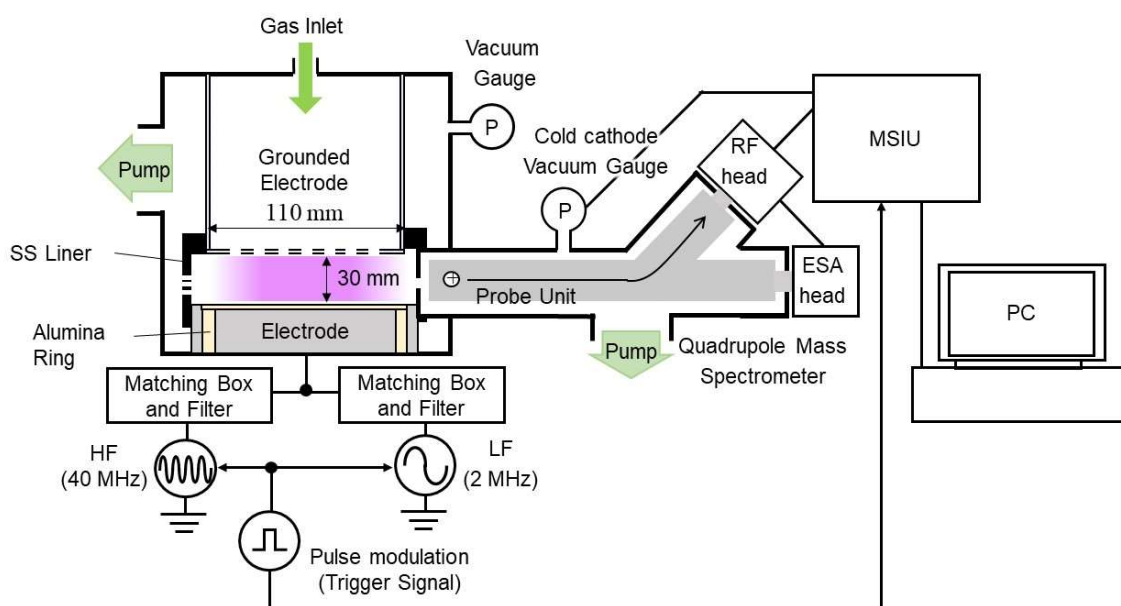 Gas Inlet
Vacuum
Gauge
P
Pump
Grounded
Electrode
110 mm
Cold cathode
Vacuum Gauge
P
RF
head
MSIU
SS Liner
30 mm
Probe Unit
ESA
head
Alumina
Ring
Electrode
Pump
Quadrupole Mass
Spectrometer
PC
Matching Box
and Filter
Matching Box
and Filter
HF
(40 MHz)
LF
(2 MHz)
Pulse modulation
(Trigger Signal)